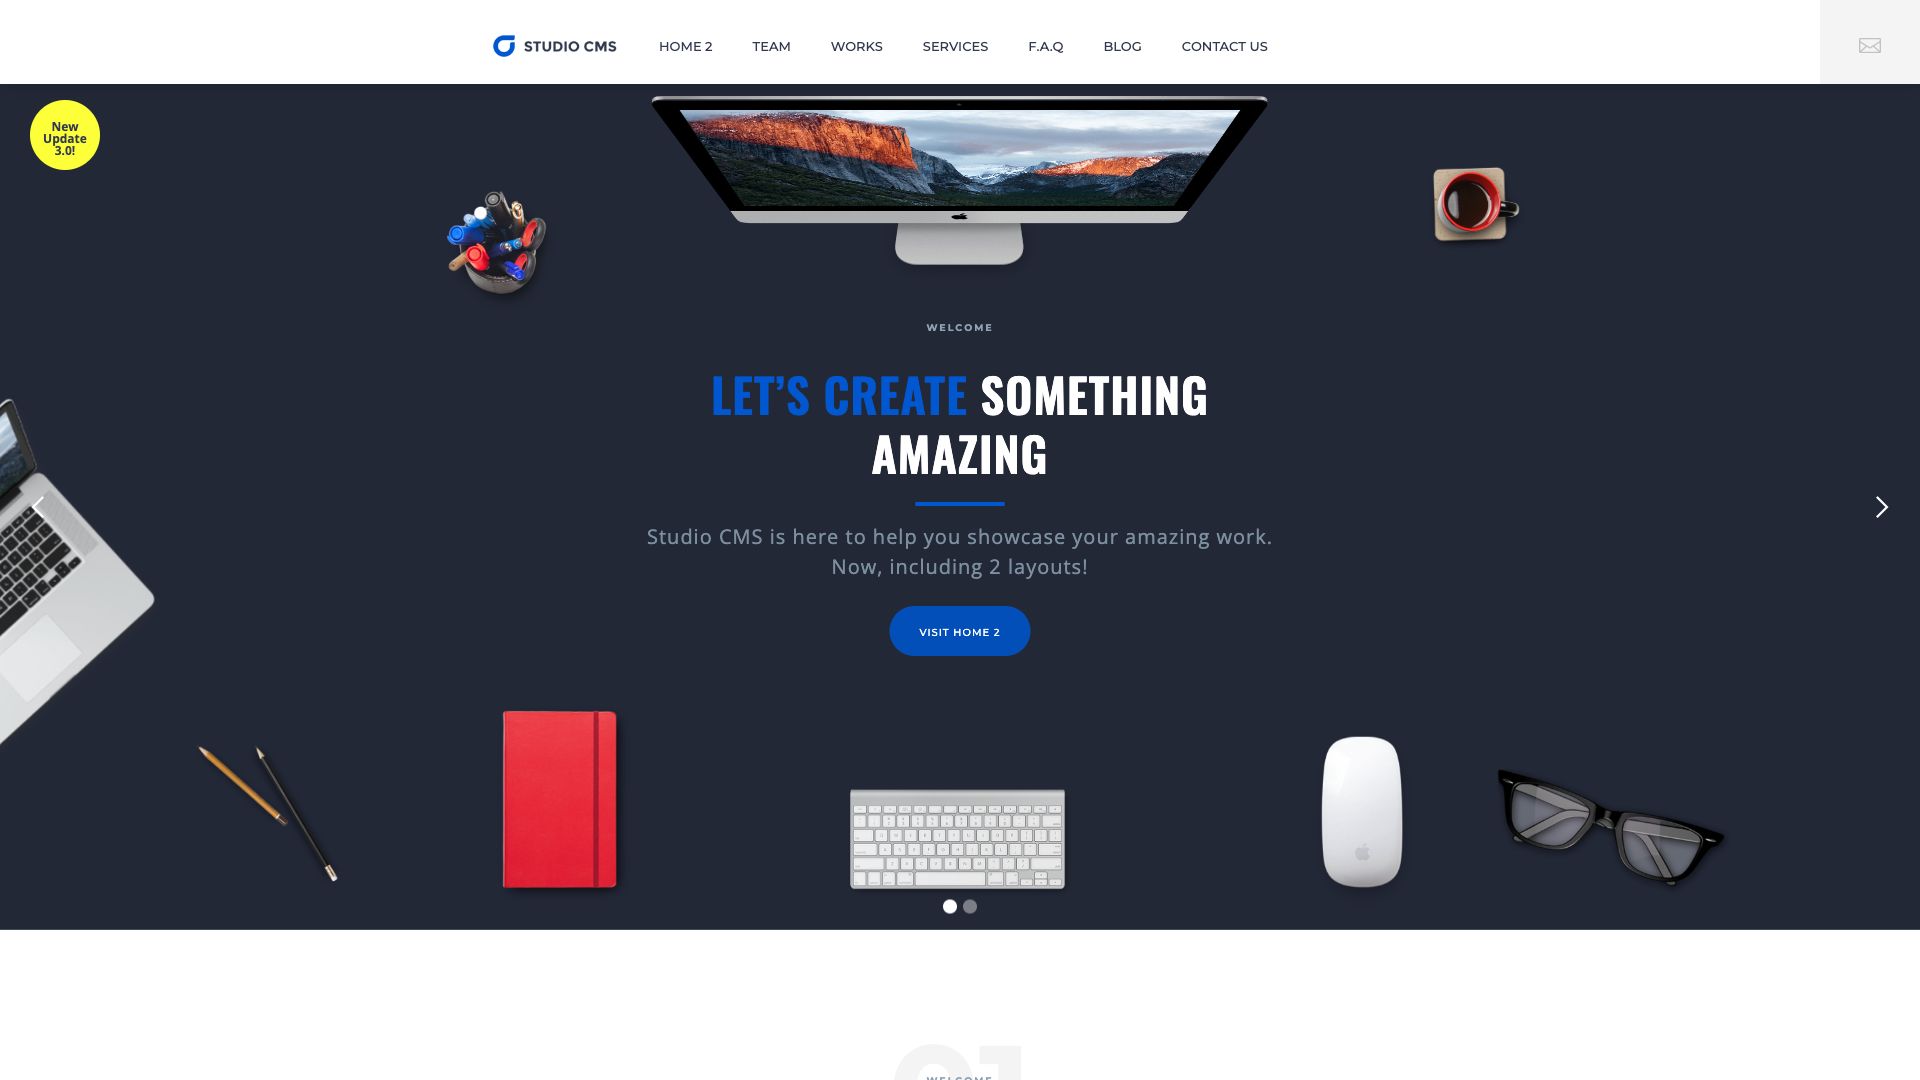 STUDIO CMS
HOME 2
TEAM
WORKS
SERVICES
F.A.Q
BLOG
CONTACT US
New
Update
3.0!
WELCOME
LET’S CREATE SOMETHING
AMAZING
Studio CMS is here to help you showcase your amazing work.
Now, including 2 layouts!
VISIT HOME 2
01
WELCOME